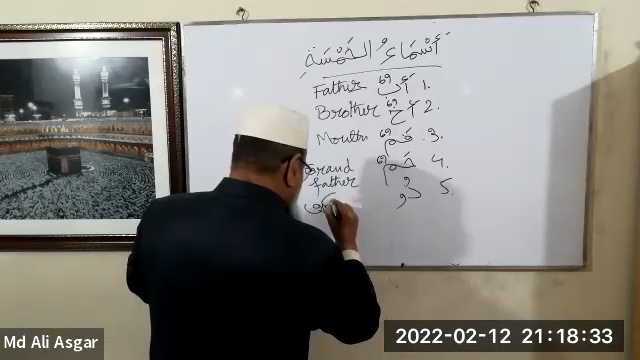 أَسْمَاءُ الخَمْسَةِ
Father أَبٌ 1.
Brother أَخٌ 2.
Mouth فَمٌ 3.
Grand father حَمٌ 4.
ذو 5.
Md Ali Asgar
2022-02-12 21:18:33